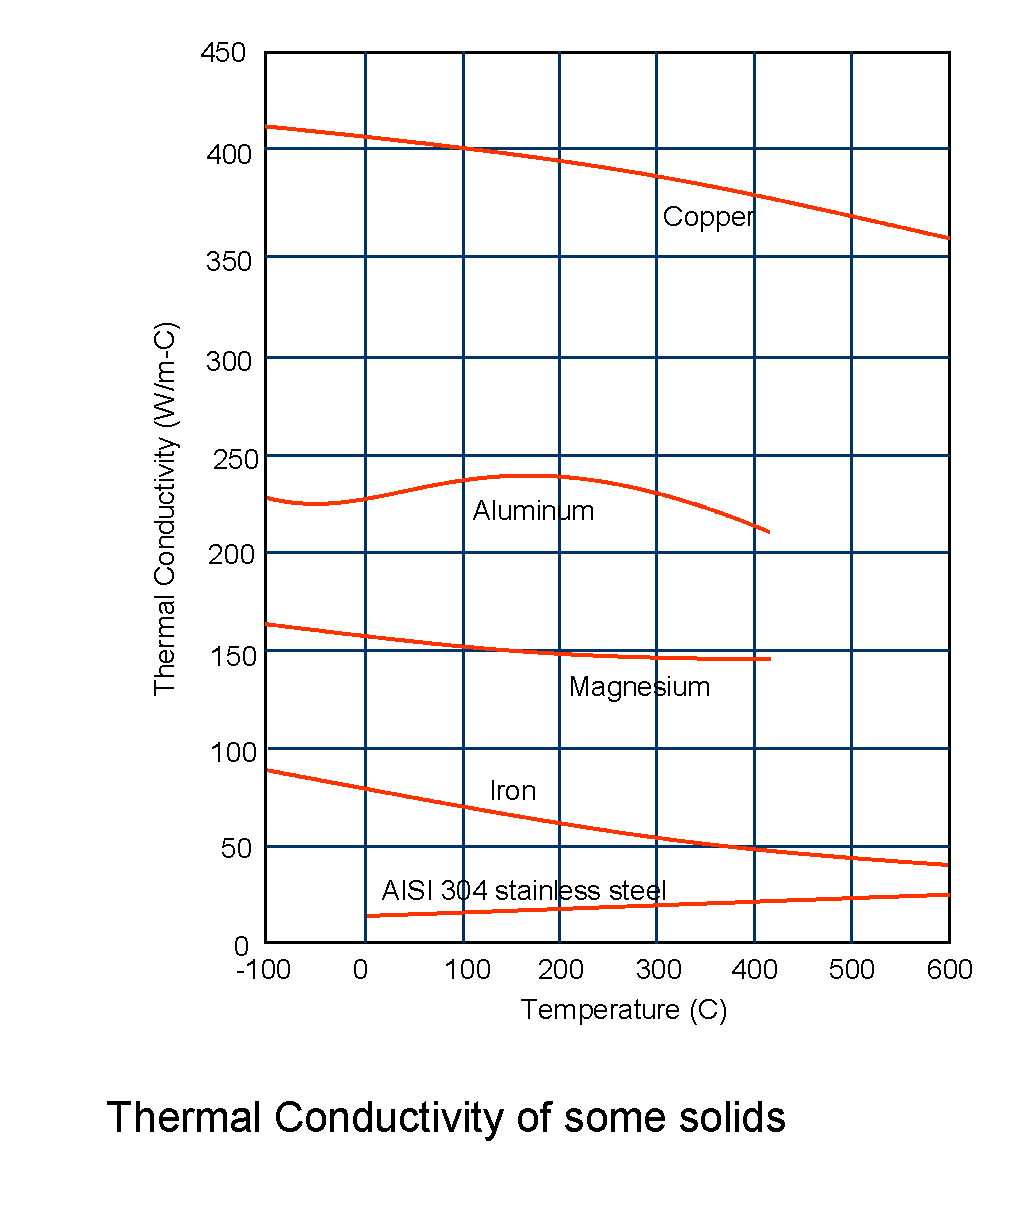 450
400
Copper
350
300
Thermal Conductivity (W/m-C)
250
Aluminum
200
150
Magnesium
100
Iron
50
AISI 304 stainless steel
0
-100 0 100 200 300 400 500 600
Temperature (C)
Thermal Conductivity of some solids